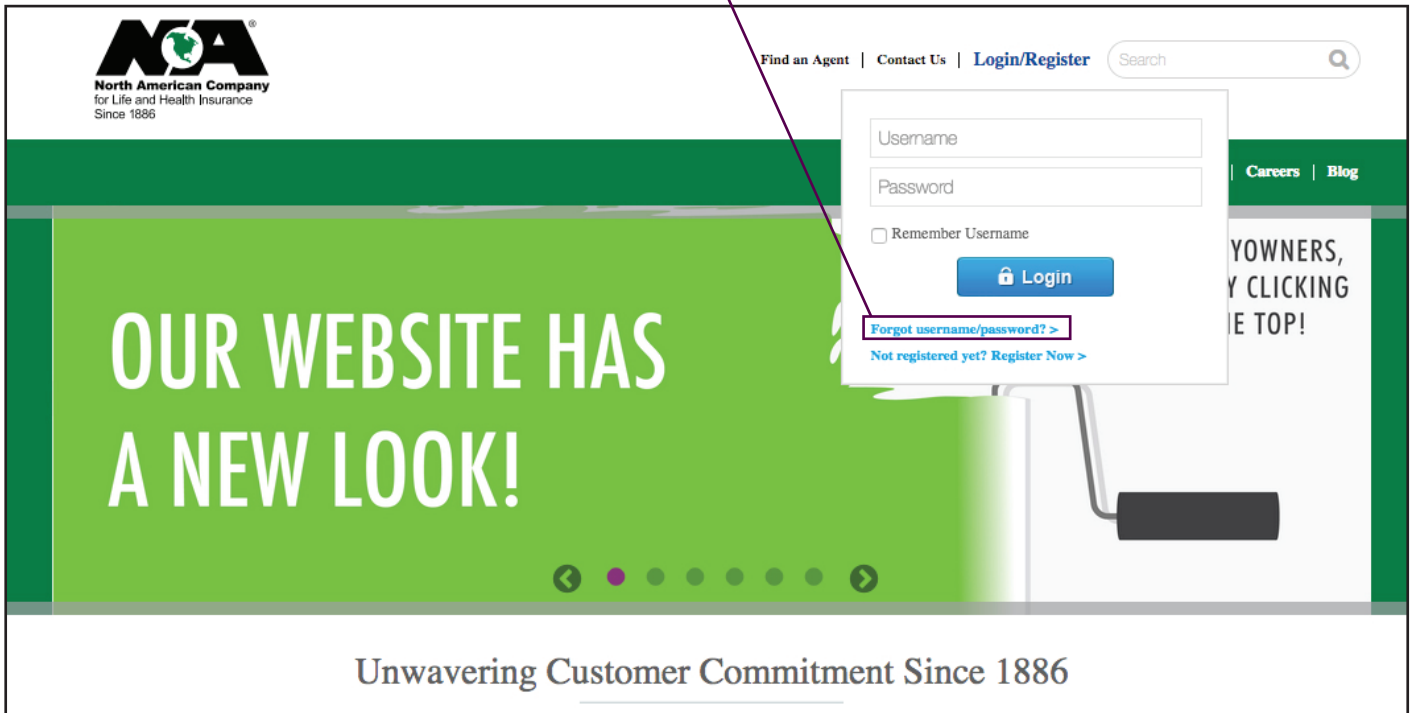 NA®
North American Company
for Life and Health Insurance
Since 1886
Find an Agent | Contact Us | Login/Register
Search
Username
Password
Remember Username
Login
Forgot username/password? >
Not registered yet? Register Now >
| Careers | Blog
OUR WEBSITE HAS
A NEW LOOK!
YOWNERS,
Y CLICKING
TOP!
Unwavering Customer Commitment Since 1886